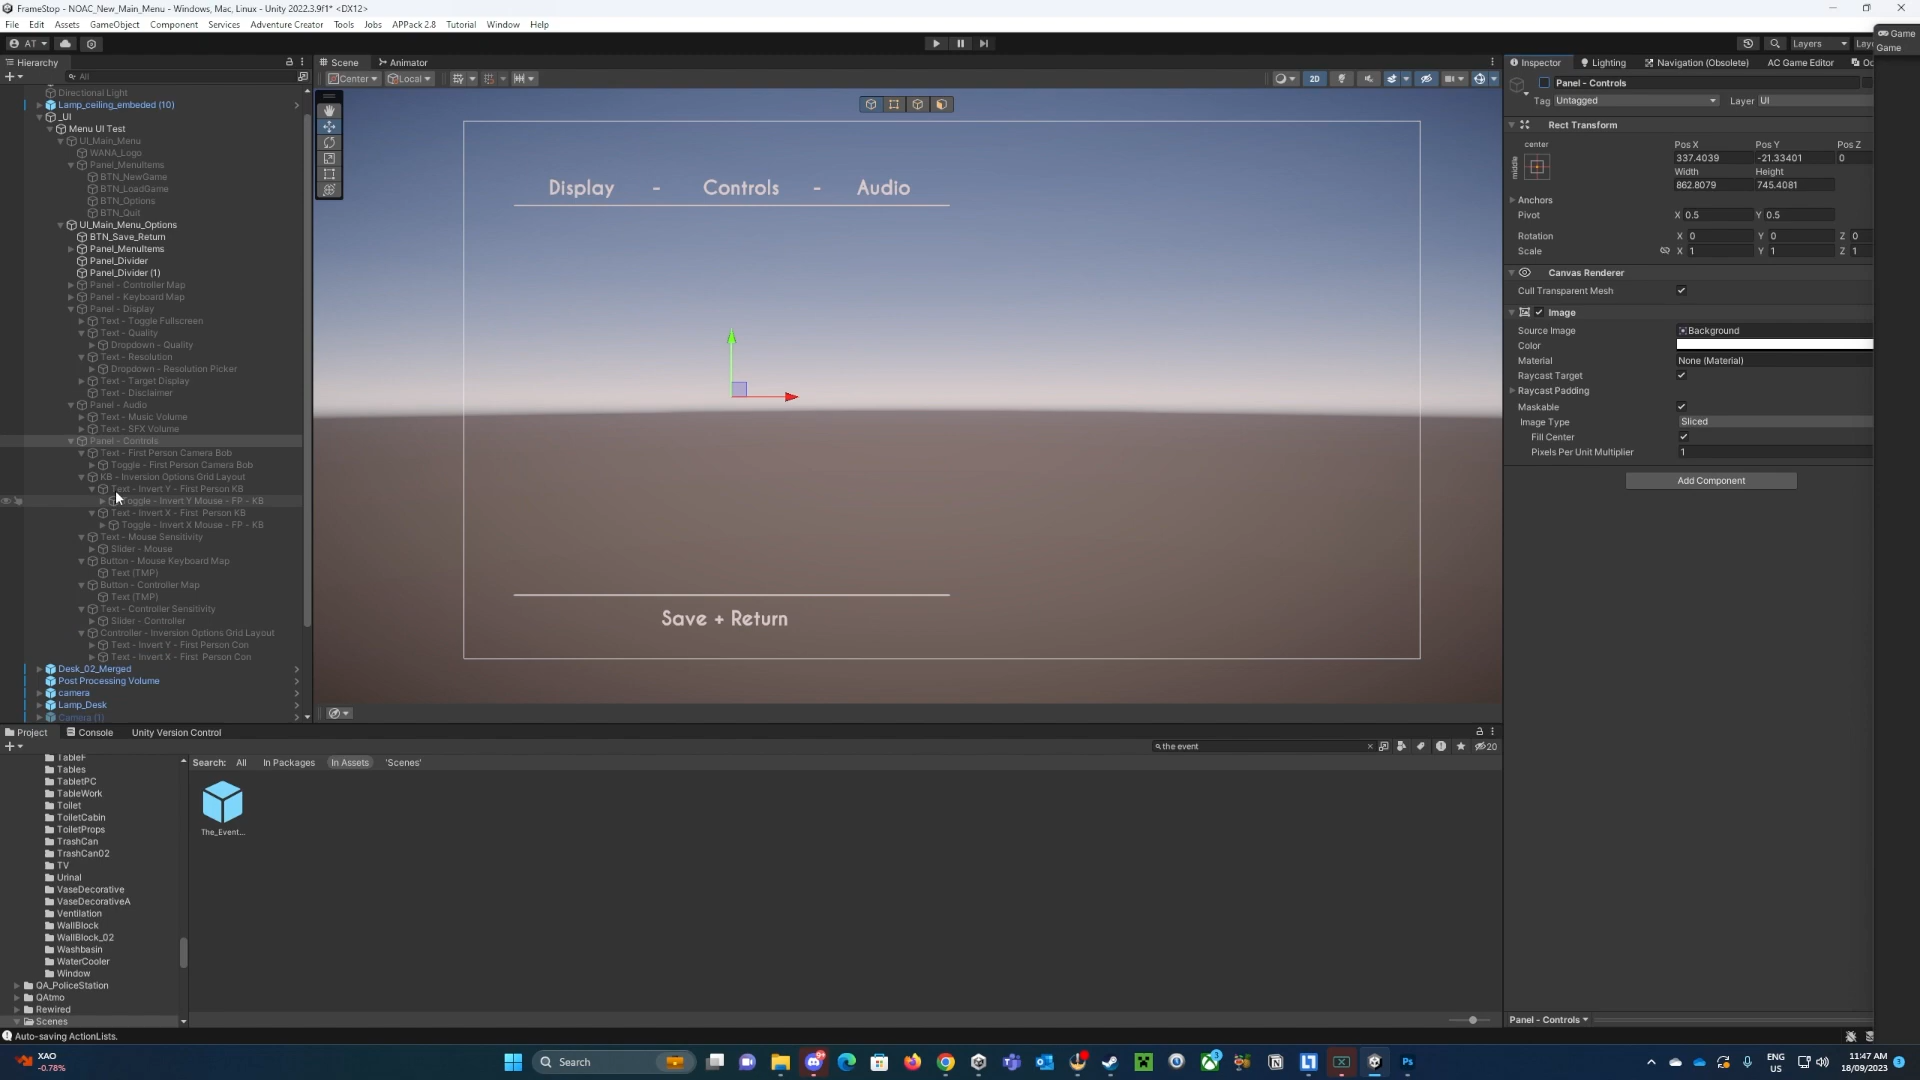 FrameStop - NOAC_New_Main_Menu - Windows, Mac, Linux - Unity 2022.3.9f1* <DX12>
File Edit Assets GameObject Component Services Adventure Creator Tools Jobs APPack 2.8 Tutorial Window Help
AT Layers Game
Game
Hierarchy Scene Animator Inspector Lighting Navigation (Obsolete) AC Game Editor Oc
All Center Local 2D
Panel - Controls
Tag Untagged Layer UI
Directional Light
Lamp_ceiling_embeded (10)
_UI
Menu UI Test
UI_Main_Menu
WANA_Logo
Panel_MenuItems
BTN_NewGame
BTN_LoadGame
BTN_Options
BTN_Quit
UI_Main_Menu_Options
BTN_Save_Return
Panel_MenuItems
Panel_Divider
Panel_Divider (1)
Panel - Controller Map
Panel - Keyboard Map
Panel - Display
Text - Toggle Fullscreen
Text - Quality
Dropdown - Quality
Text - Resolution
Dropdown - Resolution Picker
Text - Target Display
Text - Disclaimer
Panel - Audio
Text - Music Volume
Text - SFX Volume
Panel - Controls
Text - First Person Camera Bob
Toggle - First Person Camera Bob
KB - Inversion Options Grid Layout
Text - Invert Y - First Person KB
Toggle - Invert Y Mouse - FP - KB
Text - Invert X - First Person KB
Toggle - Invert X Mouse - FP - KB
Text - Mouse Sensitivity
Slider - Mouse
Button - Mouse Keyboard Map
Text (TMP)
Button - Controller Map
Text (TMP)
Text - Controller Sensitivity
Slider - Controller
Controller - Inversion Options Grid Layout
Text - Invert Y - First Person Con
Text - Invert X - First Person Con
Desk_02_Merged
Post Processing Volume
camera
Lamp_Desk
Camera (1)
Display - Controls - Audio
Save + Return
Rect Transform
center
middle
Pos X Pos Y Pos Z
337.4039 -21.33401 0
Width Height
862.8079 745.4081
Anchors
Pivot X 0.5 Y 0.5
Rotation X 0 Y 0 Z 0
Scale X 1 Y 1 Z 1
Canvas Renderer
Cull Transparent Mesh
Image
Source Image Background
Color
Material None (Material)
Raycast Target
Raycast Padding
Maskable
Image Type Sliced
Fill Center
Pixels Per Unit Multiplier 1
Add Component
Panel - Controls
Project Console Unity Version Control
the event 20
Search: All In Packages In Assets 'Scenes'
The_Event...
TableF
Tables
TabletPC
TableWork
Toilet
ToiletCabin
ToiletProps
TrashCan
TrashCan02
TV
Urinal
VaseDecorative
VaseDecorativeA
Ventilation
WallBlock
WallBlock_02
Washbasin
WaterCooler
Window
QA_PoliceStation
QAtmo
Rewired
Scenes
Auto-saving ActionLists.
XAO
-0.78%
Search
ENG
US
11:47 AM
18/09/2023